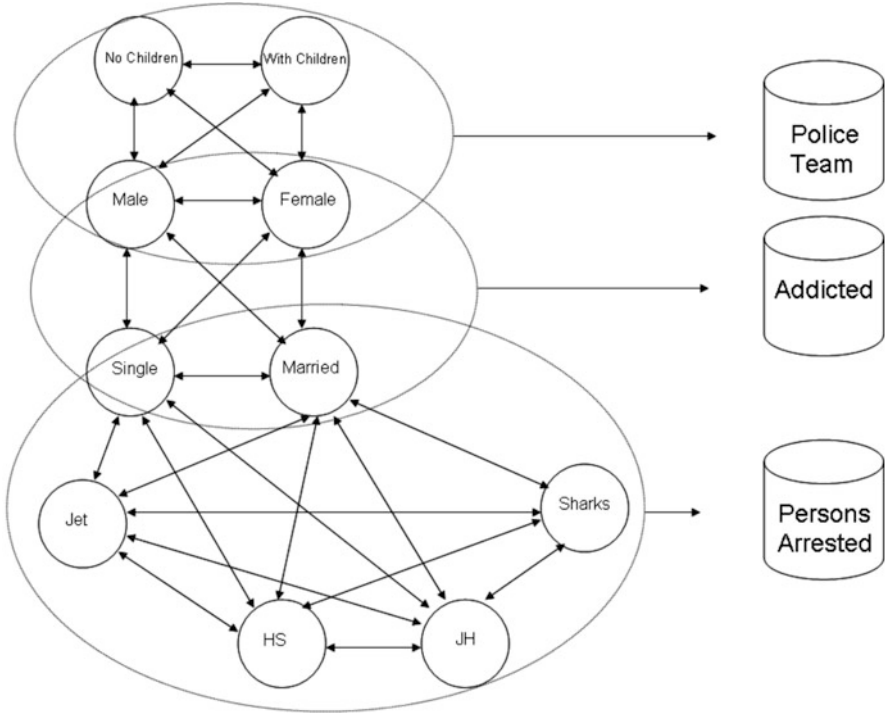 No Children
With Children
Police
Team
Male
Female
Addicted
Single
Married
Jet
Sharks
Persons
Arrested
HS
JH